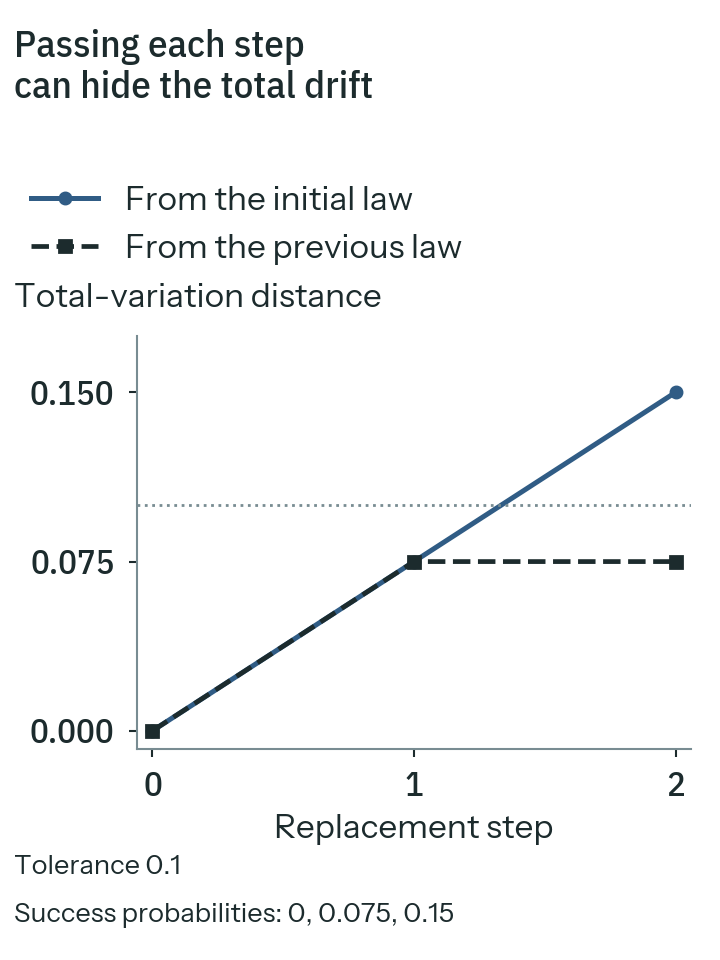 Passing each step
can hide the total drift
From the initial law
From the previous law
Total-variation distance
0.150
0.075
0.000
0
1
2
Replacement step
Tolerance 0.1
Success probabilities: 0, 0.075, 0.15